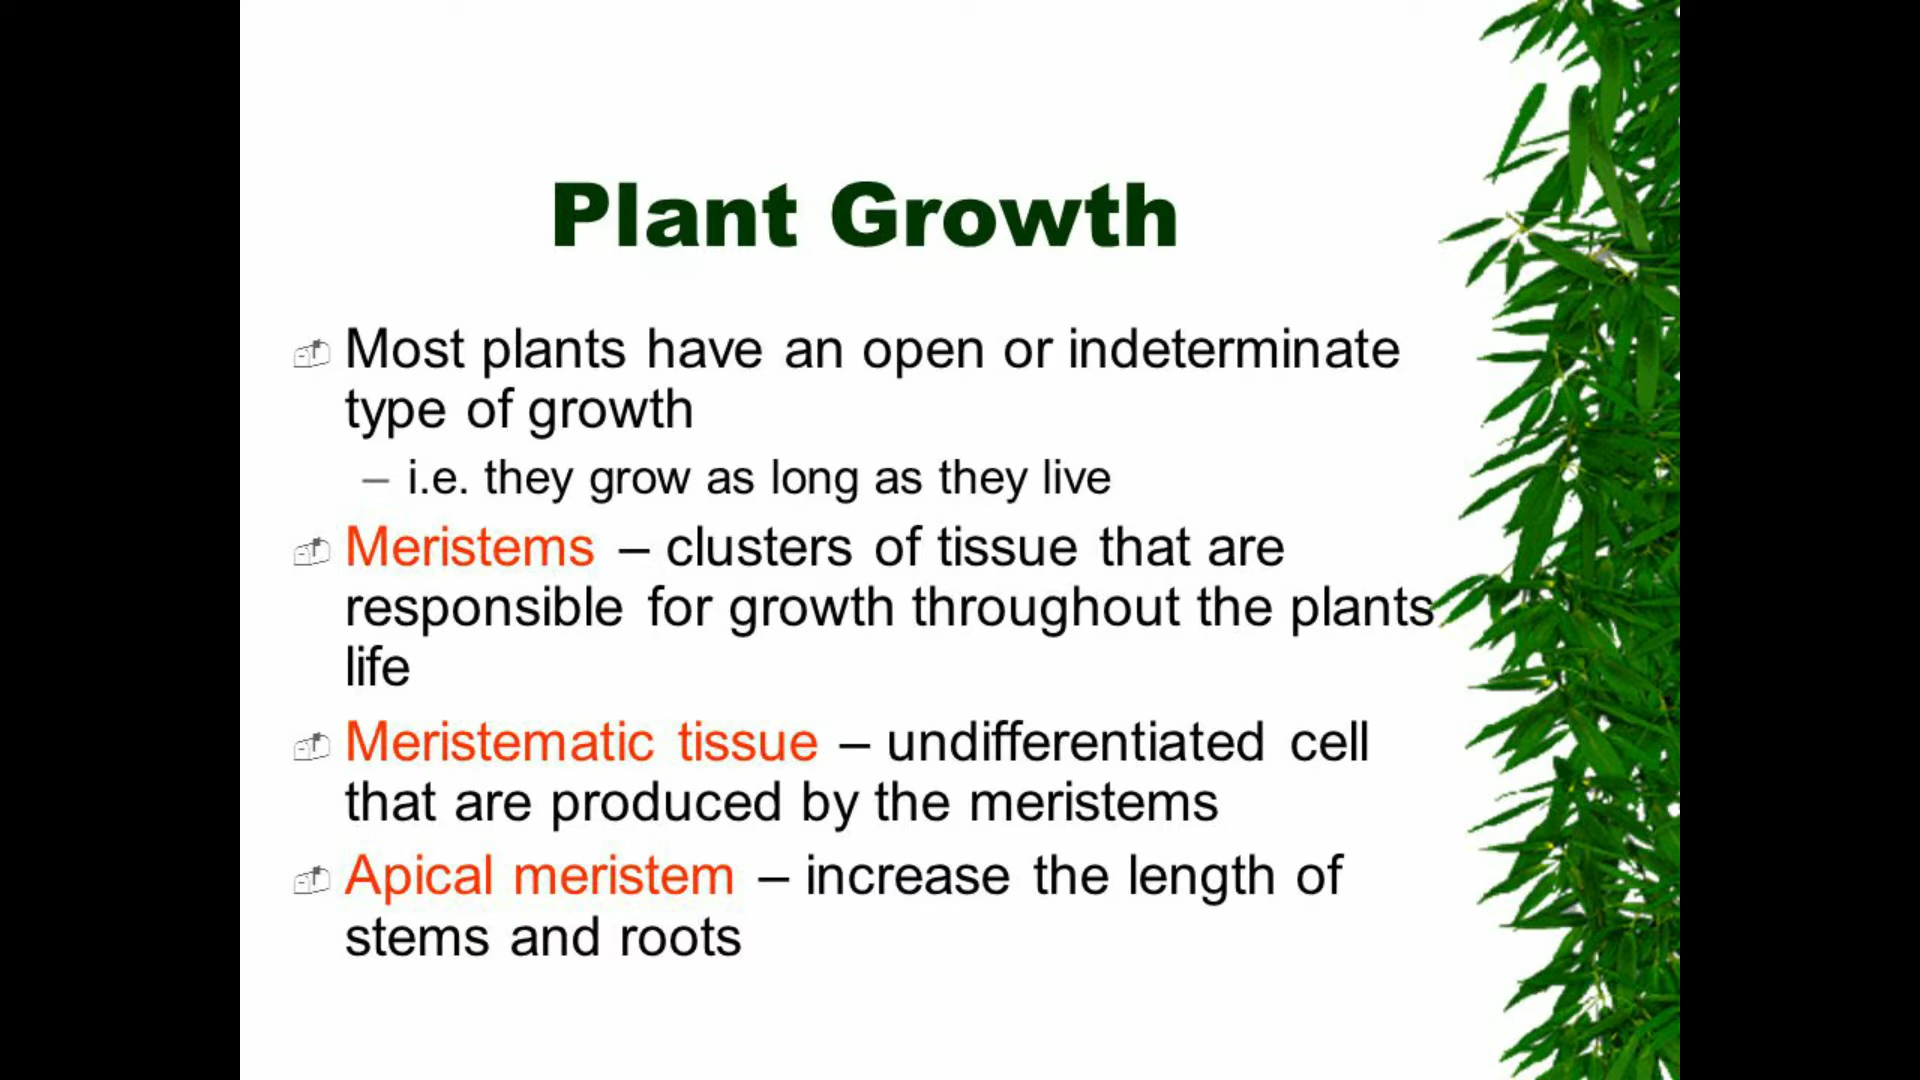 Plant Growth
Most plants have an open or indeterminate
type of growth
– i.e. they grow as long as they live
Meristems – clusters of tissue that are
responsible for growth throughout the plants
life
Meristematic tissue – undifferentiated cell
that are produced by the meristems
Apical meristem – increase the length of
stems and roots